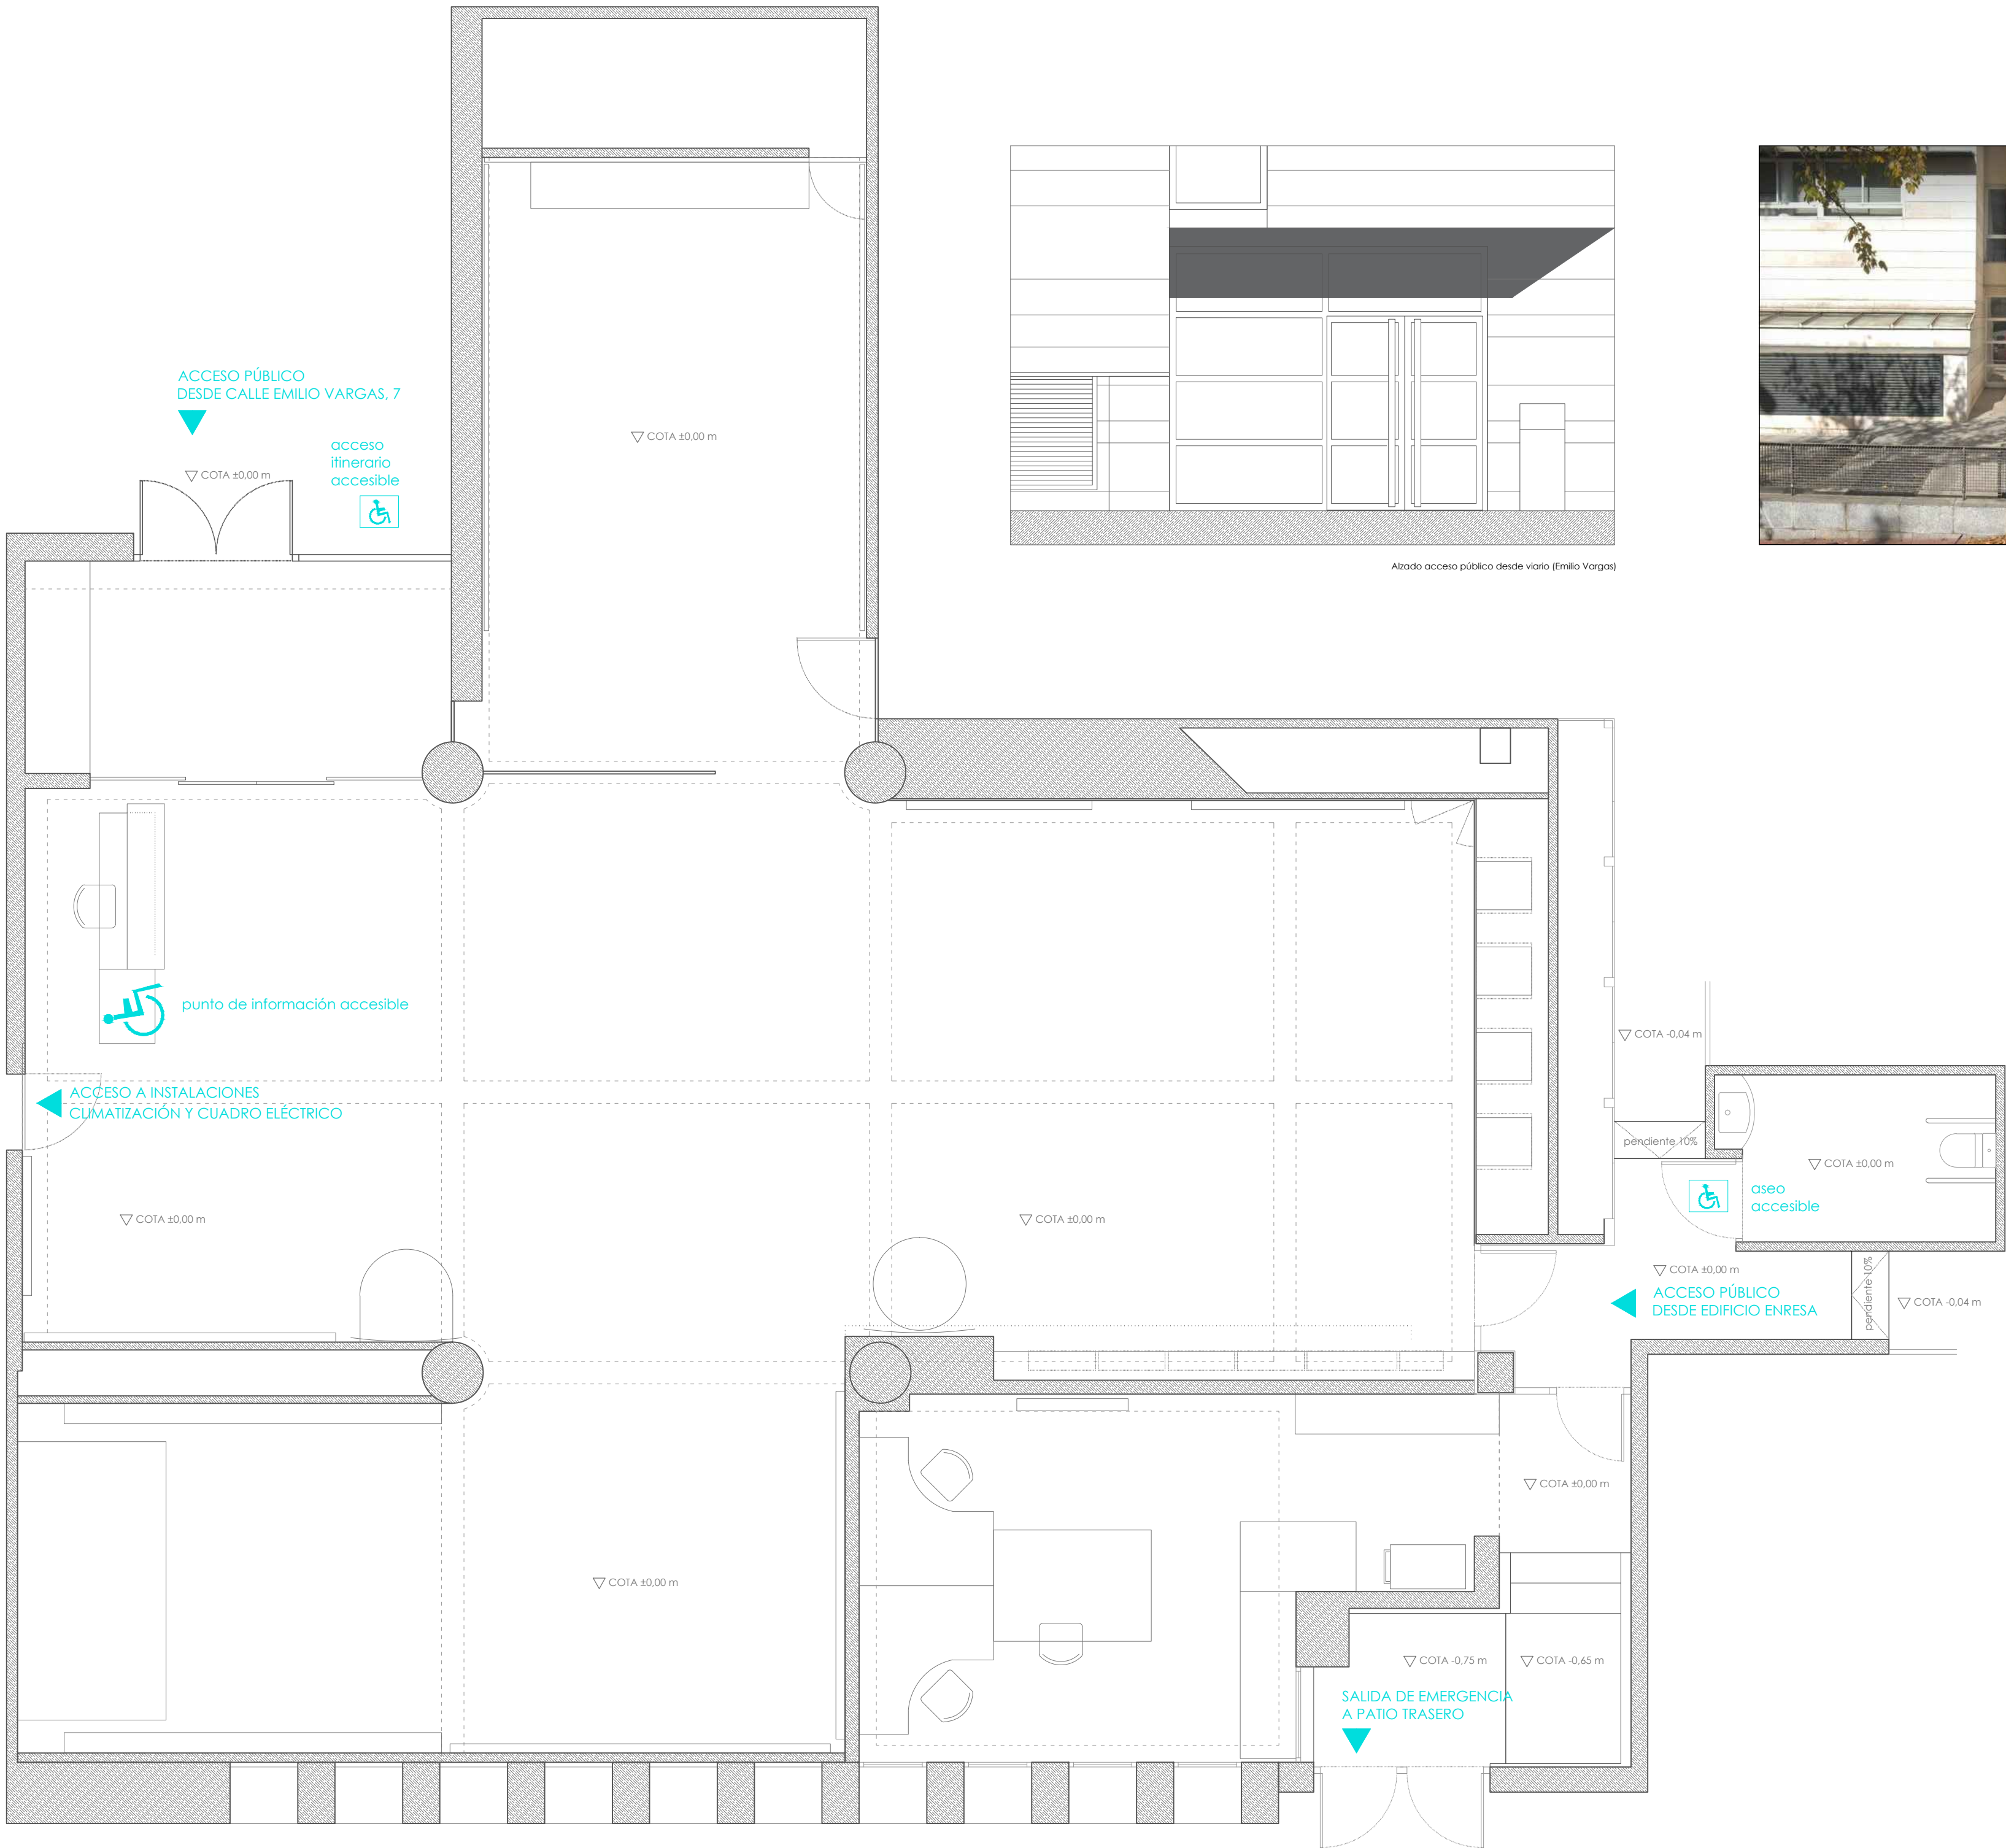 ACCESO PÚBLICO
DESDE CALLE EMILIO VARGAS, 7
COTA ±0,00 m
acceso
itinerario
accesible
COTA ±0,00 m
Alzado acceso público desde viario (Emilio Vargas)
punto de información accesible
ACCESO A INSTALACIONES
CLIMATIZACIÓN Y CUADRO ELÉCTRICO
COTA ±0,00 m
COTA ±0,00 m
COTA -0,04 m
pendiente 10%
COTA ±0,00 m
aseo
accesible
COTA ±0,00 m
ACCESO PÚBLICO
DESDE EDIFICIO ENRESA
pendiente 10%
COTA -0,04 m
COTA ±0,00 m
COTA ±0,00 m
COTA -0,75 m
COTA -0,65 m
SALIDA DE EMERGENCIA
A PATIO TRASERO